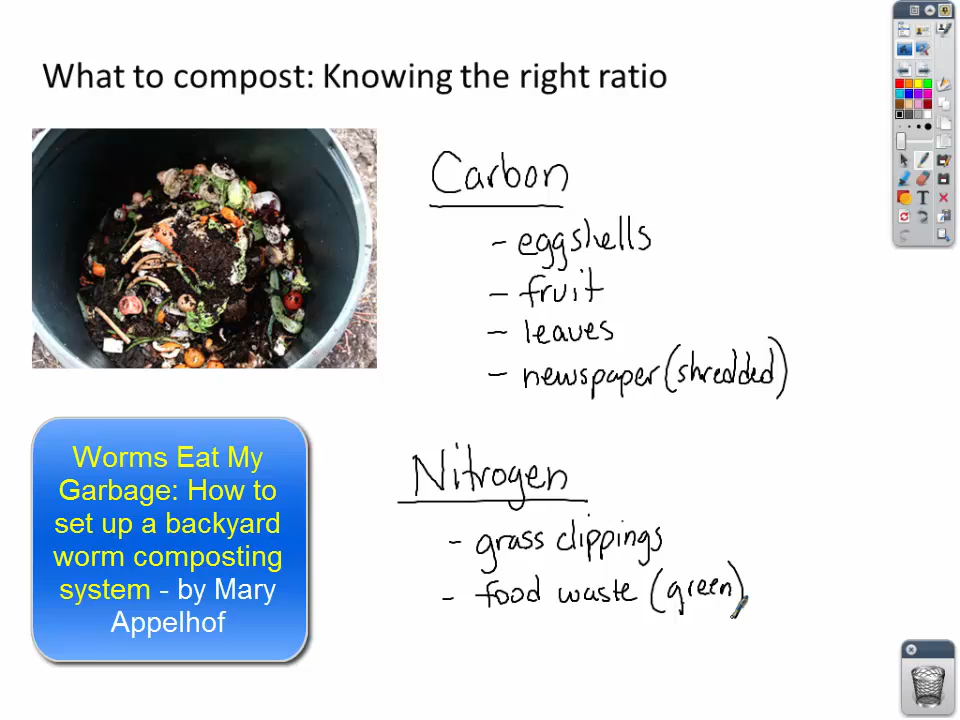 What to compost: Knowing the right ratio
Carbon
- eggshells
- fruit
- leaves
- newspaper (shredded)
Nitrogen
- grass clippings
- food waste (green)
Worms Eat My
Garbage: How to
set up a backyard
worm composting
system - by Mary
Appelhof
T